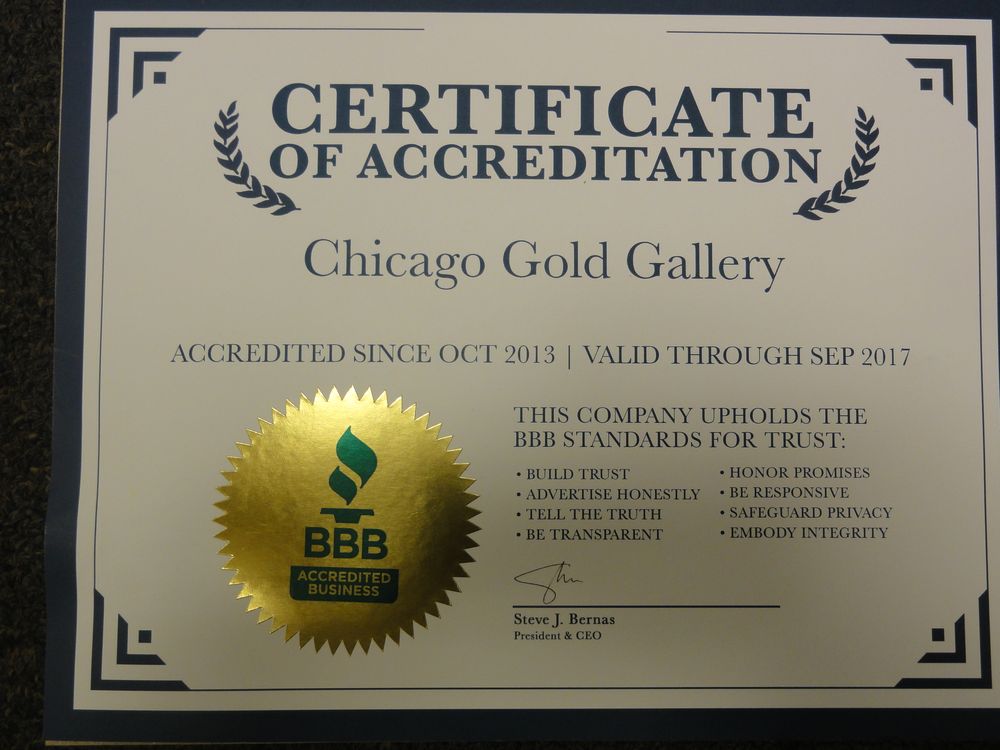 CERTIFICATE
OF ACCREDITATION
Chicago Gold Gallery
ACCREDITED SINCE OCT 2013 | VALID THROUGH SEP 2017
THIS COMPANY UPHOLDS THE
BBB STANDARDS FOR TRUST:
• BUILD TRUST
• ADVERTISE HONESTLY
• TELL THE TRUTH
• BE TRANSPARENT
• HONOR PROMISES
• BE RESPONSIVE
• SAFEGUARD PRIVACY
• EMBODY INTEGRITY
BBB
ACCREDITED
BUSINESS
Steve J. Bernas
President & CEO